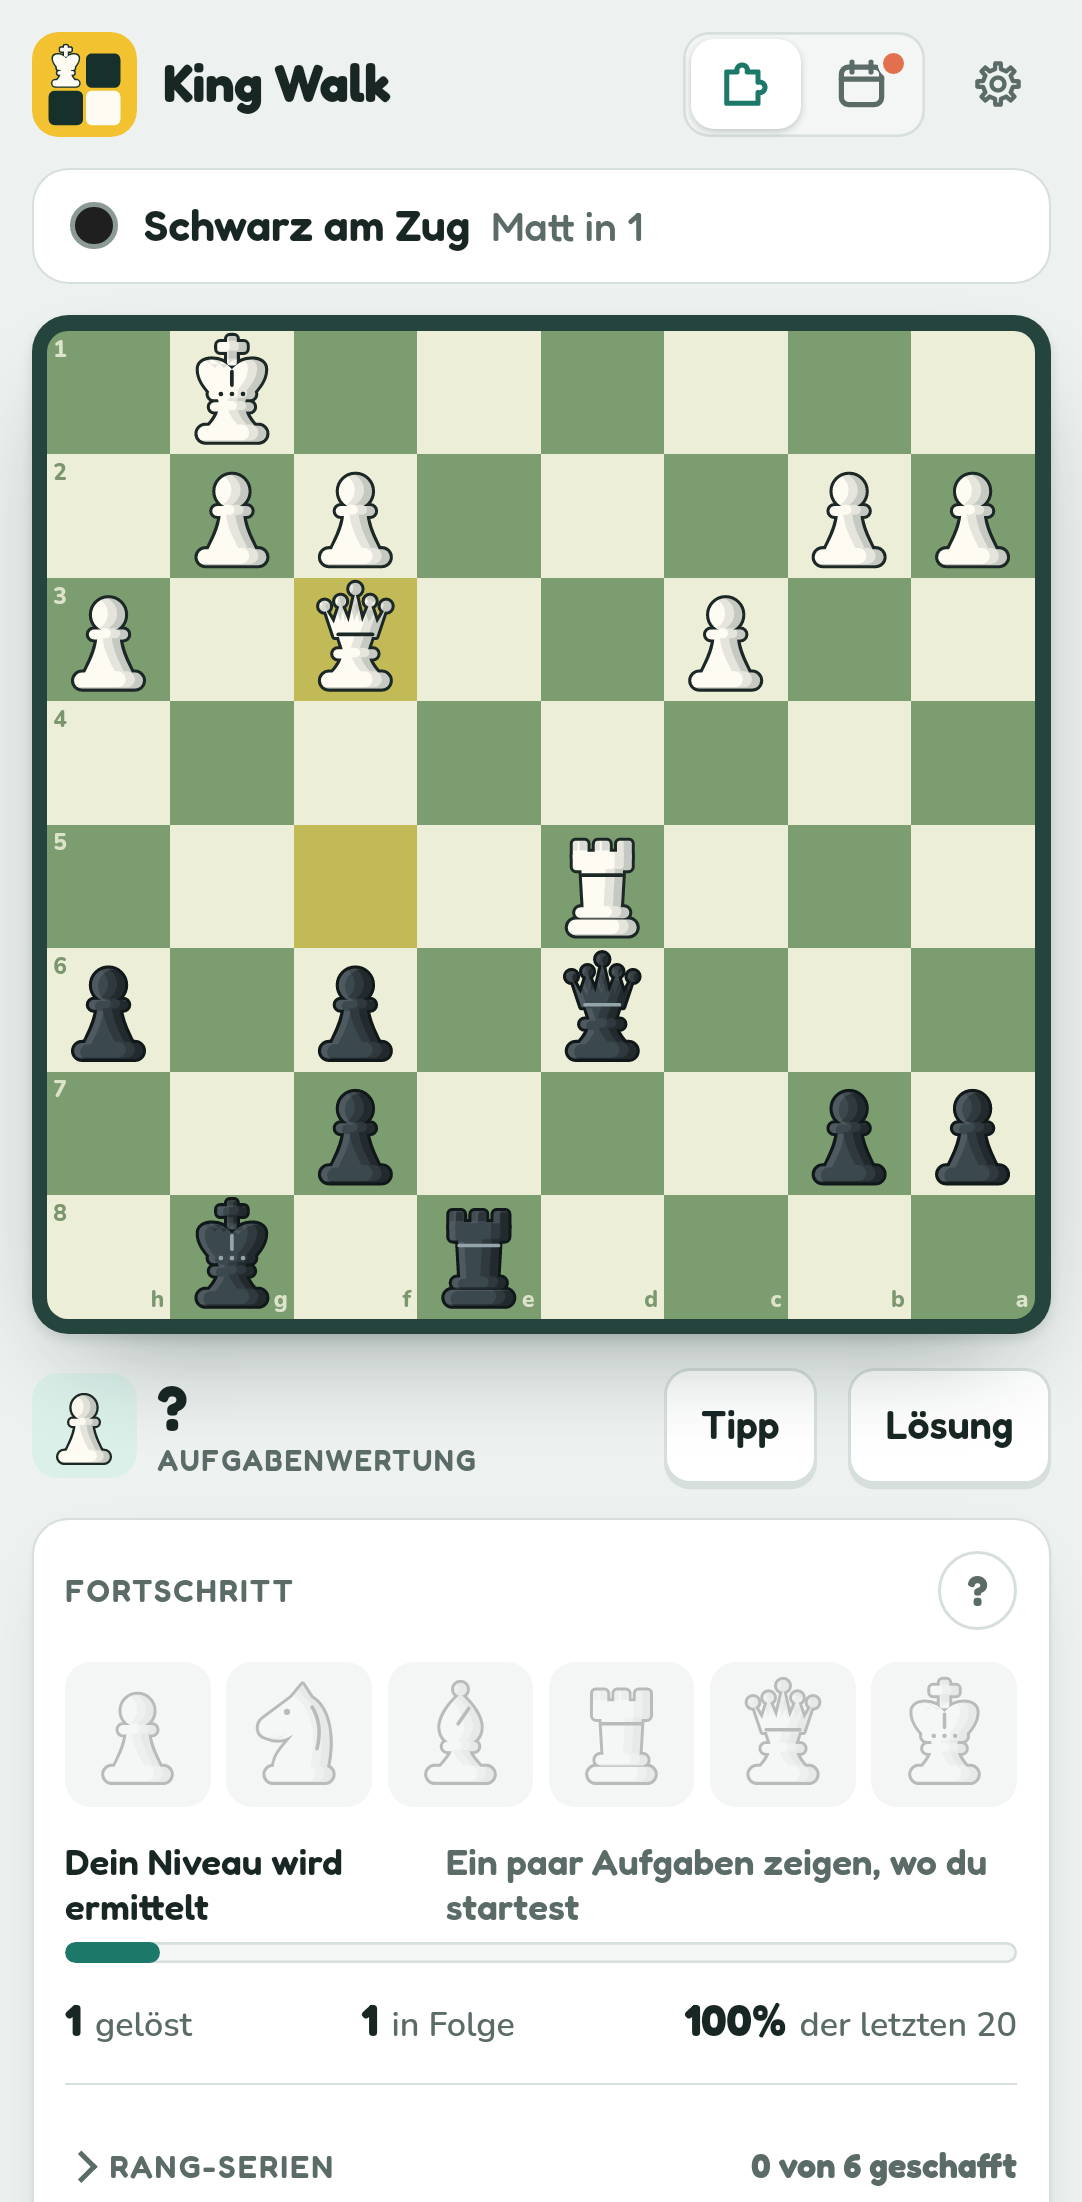 King Walk
Schwarz am Zug Matt in 1
1
2
3
4
5
6
7
8
h g f e d c b a
?
AUFGABENWERTUNG
Tipp
Lösung
FORTSCHRITT
?
Dein Niveau wird
ermittelt
Ein paar Aufgaben zeigen, wo du
startest
1 gelöst
1 in Folge
100% der letzten 20
RANG-SERIEN
0 von 6 geschafft